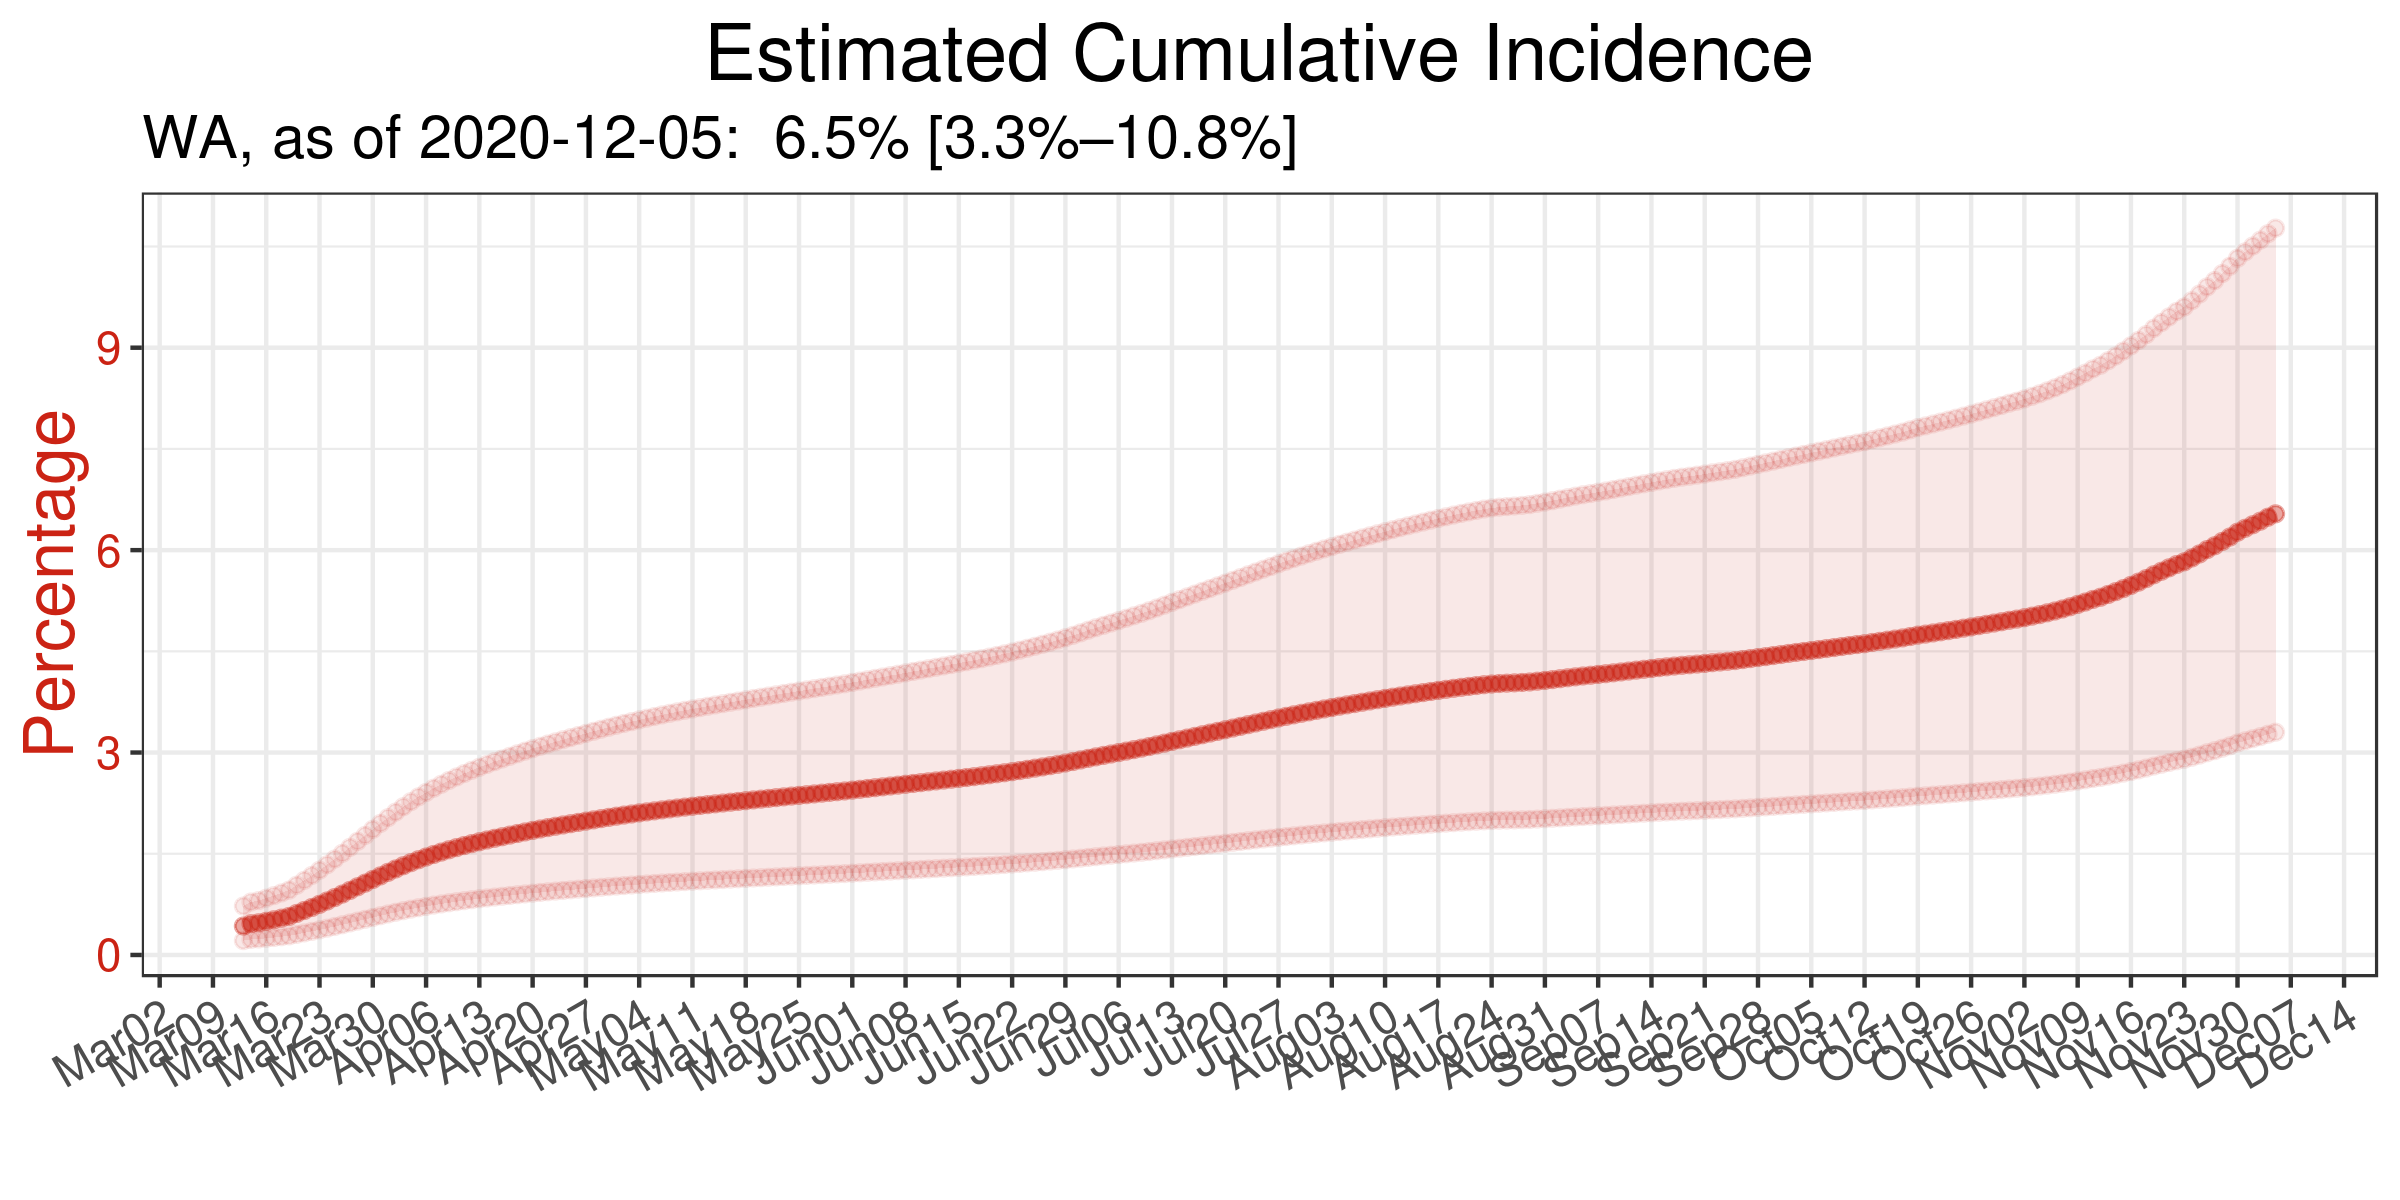 Estimated Cumulative Incidence
WA, as of 2020-12-05:  6.5% [3.3%–10.8%]
Percentage
9
6
3
0
Mar02
Mar09
Mar16
Mar23
Mar30
Apr06
Apr13
Apr20
Apr27
May04
May11
May18
May25
Jun01
Jun08
Jun15
Jun22
Jun29
Jul06
Jul13
Jul20
Jul27
Aug03
Aug10
Aug17
Aug24
Aug31
Sep07
Sep14
Sep21
Sep28
Oct05
Oct12
Oct19
Oct26
Nov02
Nov09
Nov16
Nov23
Nov30
Dec07
Dec14